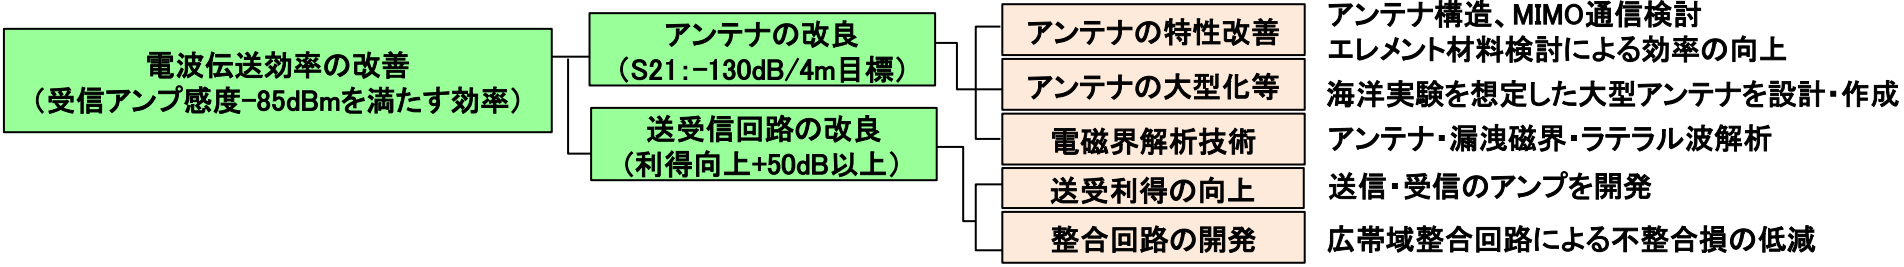 電波伝送効率の改善
（受信アンプ感度-85dBmを満たす効率）
アンテナの改良
（S21：-130dB/4m目標）
送受信回路の改良
（利得向上+50dB以上）
アンテナの特性改善
アンテナの大型化等
電磁界解析技術
送受利得の向上
整合回路の開発
アンテナ構造、MIMO通信検討
エレメント材料検討による効率の向上
海洋実験を想定した大型アンテナを設計・作成
アンテナ・漏洩磁界・ラテラル波解析
送信・受信のアンプを開発
広帯域整合回路による不整合損の低減